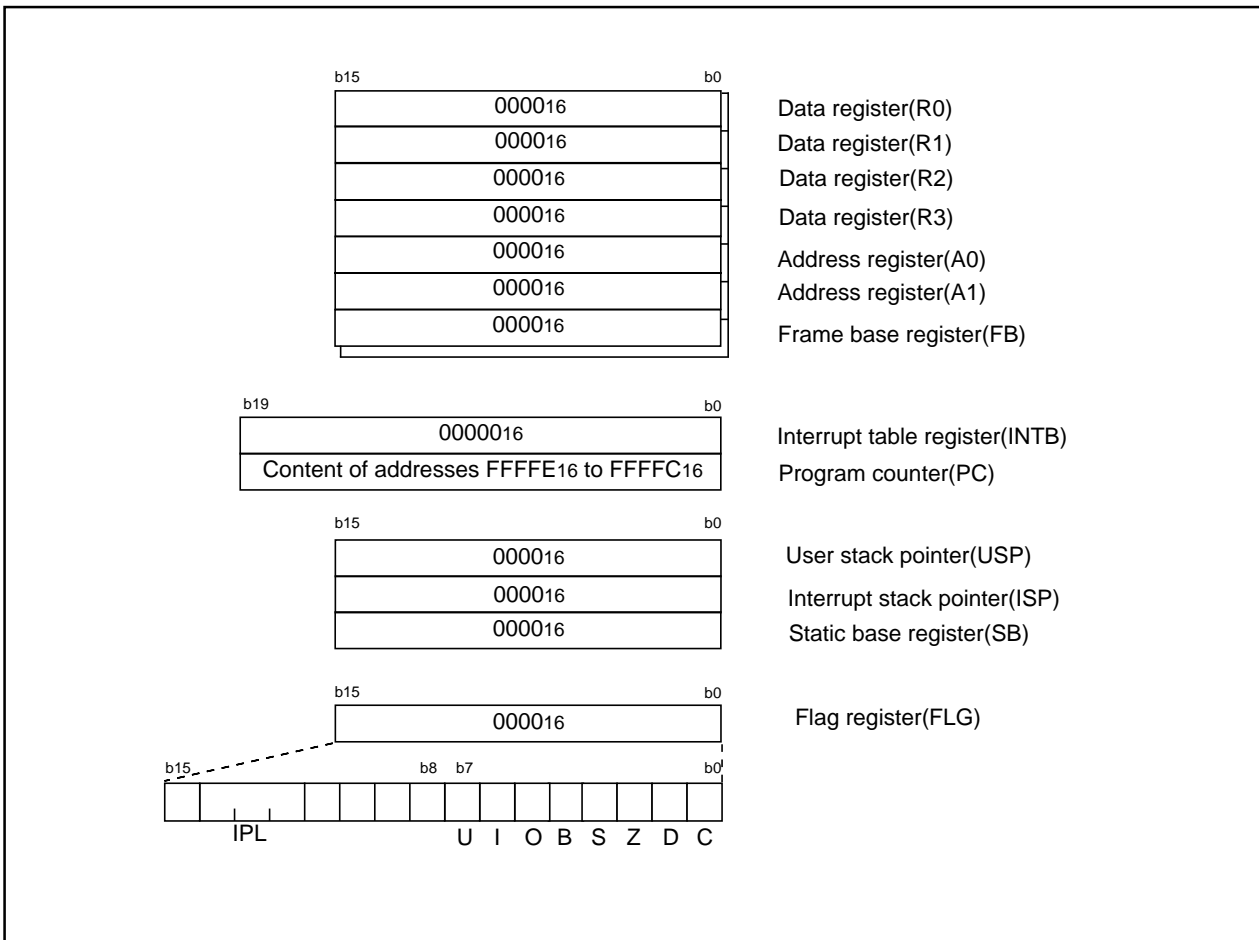 b15 b0
000016 Data register(R0)
000016 Data register(R1)
000016 Data register(R2)
000016 Data register(R3)
000016 Address register(A0)
000016 Address register(A1)
000016 Frame base register(FB)
b19 b0
0000016 Interrupt table register(INTB)
Content of addresses FFFFE16 to FFFFC16 Program counter(PC)
b15 b0
000016 User stack pointer(USP)
000016 Interrupt stack pointer(ISP)
000016 Static base register(SB)
b15 b0
000016 Flag register(FLG)
b15 b8 b7 b0
IPL U I O B S Z D C